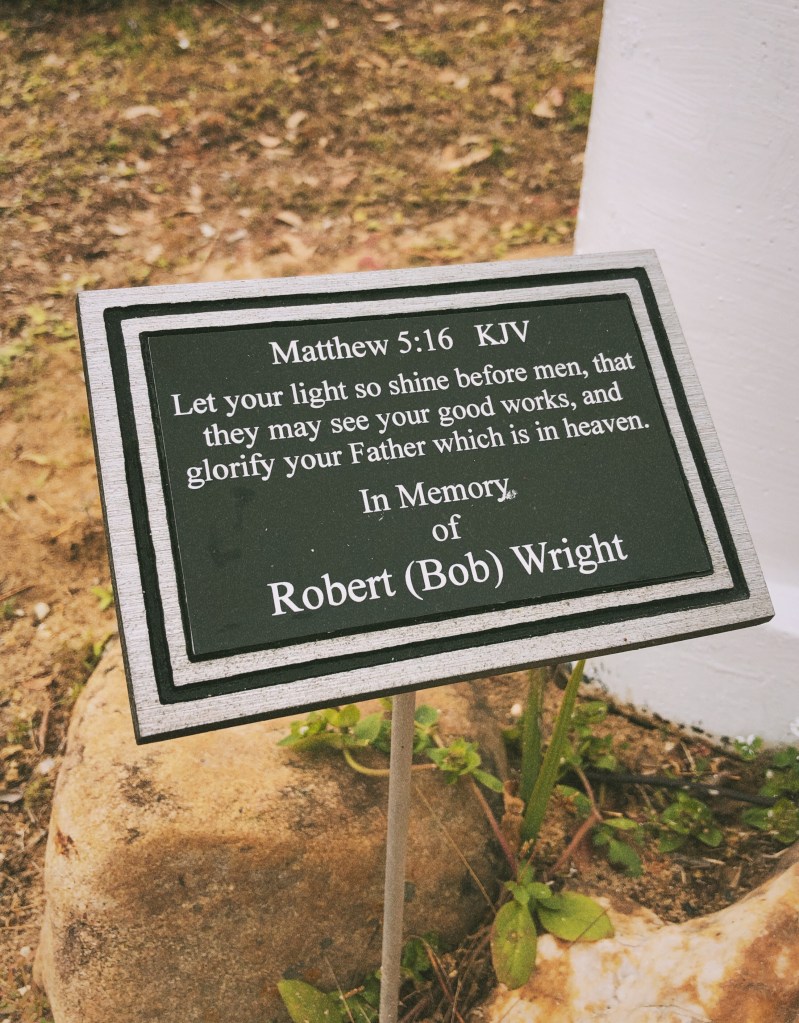 Matthew 5:16 KJV
Let your light so shine before men, that
they may see your good works, and
glorify your Father which is in heaven.
In Memory
of
Robert (Bob) Wright